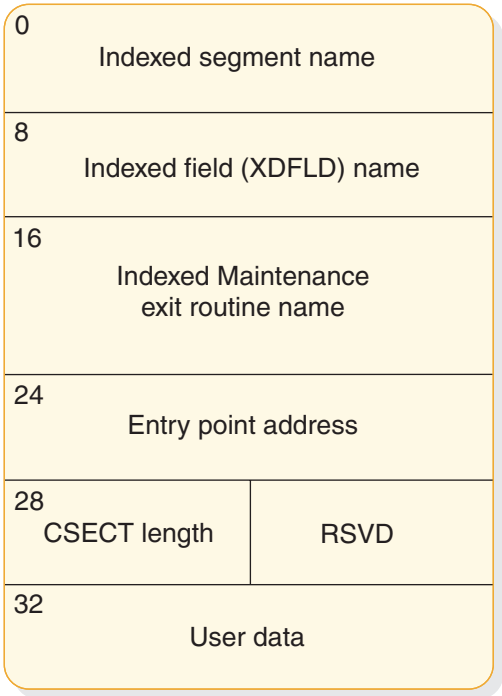 0
Indexed segment name
8
Indexed field (XDFLD) name
16
Indexed Maintenance
exit routine name
24
Entry point address
28
CSECT length
RSVD
32
User data